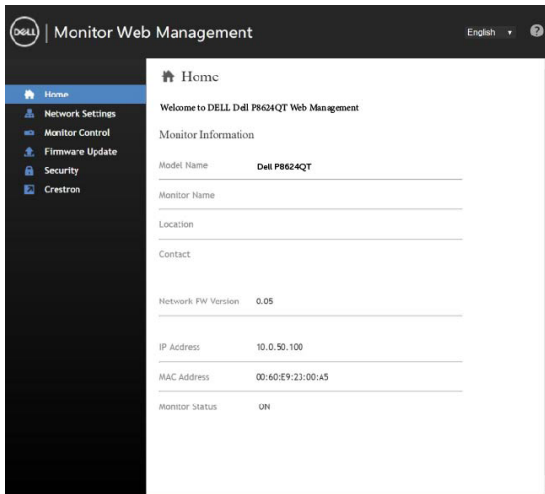 DELL | Monitor Web Management
English
?
Home
Network Settings
Monitor Control
Firmware Update
Security
Crestron
Home
Welcome to DELL Dell P8624QT Web Management
Monitor Information
Model Name Dell P8624QT
Monitor Name
Location
Contact
Network FW Version 0.05
IP Address 10.0.50.100
MAC Address 00:60:E9:23:00:A5
Monitor Status ON